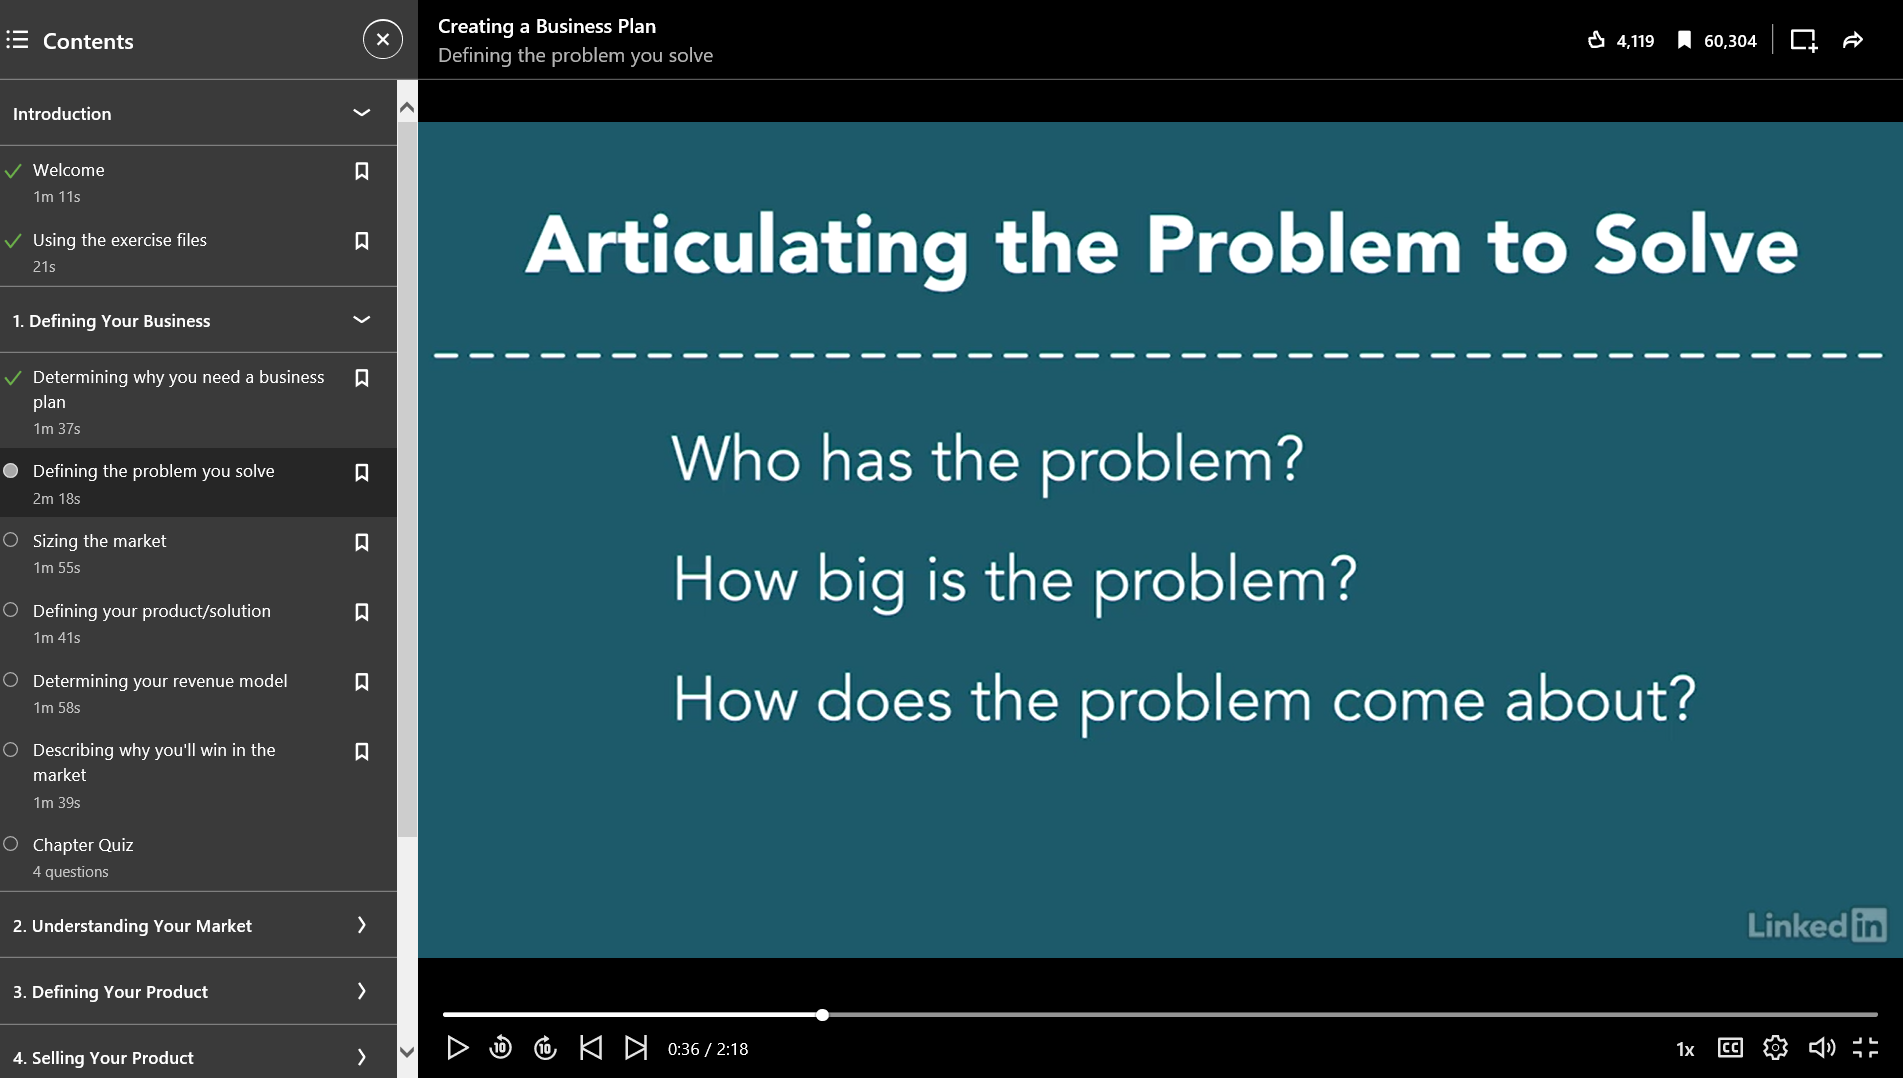 Contents
Introduction
Welcome
1m 11s
Using the exercise files
21s
1. Defining Your Business
Determining why you need a business
plan
1m 37s
Defining the problem you solve
2m 18s
Sizing the market
1m 55s
Defining your product/solution
1m 41s
Determining your revenue model
1m 58s
Describing why you'll win in the
market
1m 39s
Chapter Quiz
4 questions
2. Understanding Your Market
3. Defining Your Product
4. Selling Your Product
Creating a Business Plan
Defining the problem you solve
4,119 60,304
Articulating the Problem to Solve
Who has the problem?
How big is the problem?
How does the problem come about?
Linked in
10 10 0:36 / 2:18 1x CC